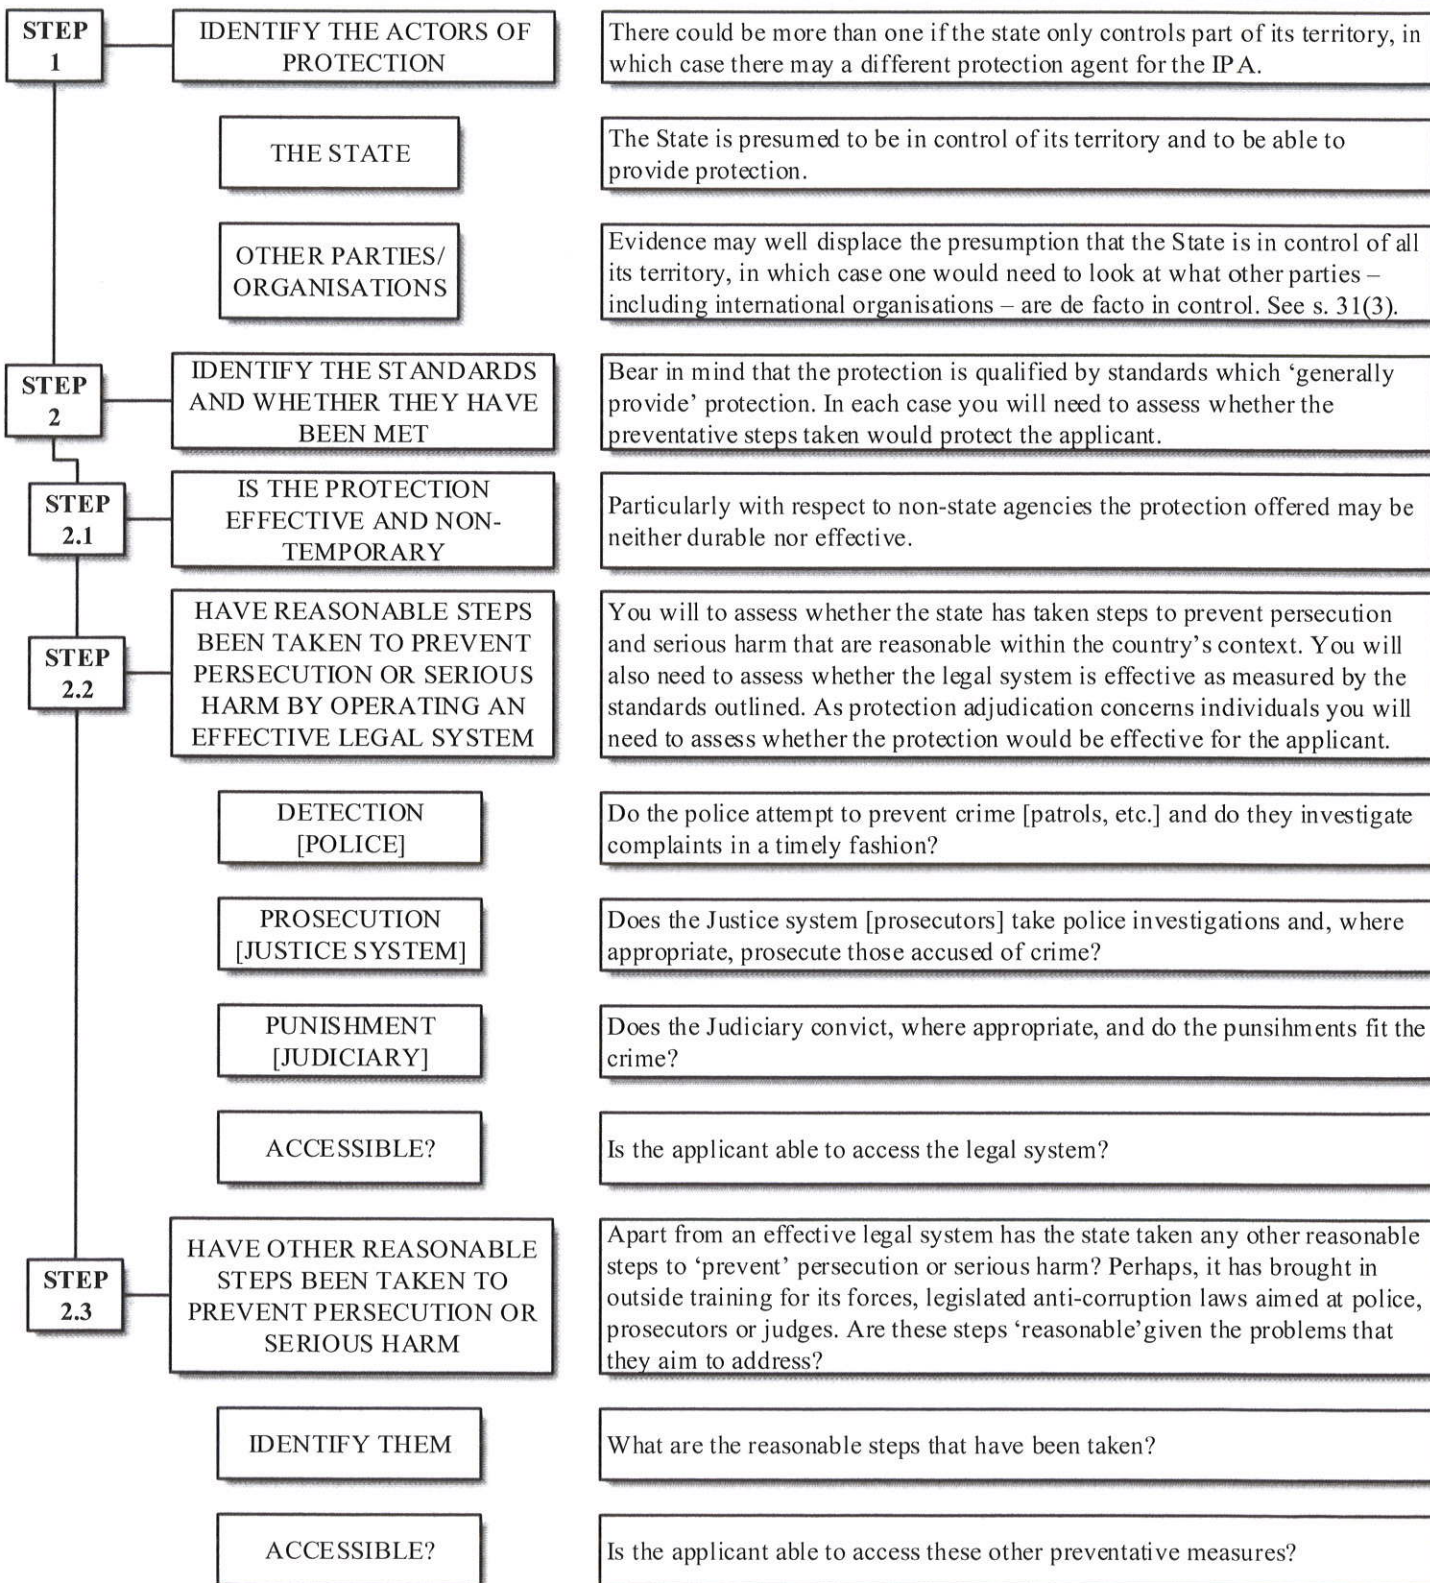 STEP
1
IDENTIFY THE ACTORS OF
PROTECTION
There could be more than one if the state only controls part of its territory, in
which case there may a different protection agent for the IPA.
THE STATE
The State is presumed to be in control of its territory and to be able to
provide protection.
OTHER PARTIES/
ORGANISATIONS
Evidence may well displace the presumption that the State is in control of all
its territory, in which case one would need to look at what other parties –
including international organisations – are de facto in control. See s. 31(3).
STEP
2
IDENTIFY THE STANDARDS
AND WHETHER THEY HAVE
BEEN MET
Bear in mind that the protection is qualified by standards which ‘generally
provide’ protection. In each case you will need to assess whether the
preventative steps taken would protect the applicant.
STEP
2.1
IS THE PROTECTION
EFFECTIVE AND NON-
TEMPORARY
Particularly with respect to non-state agencies the protection offered may be
neither durable nor effective.
STEP
2.2
HAVE REASONABLE STEPS
BEEN TAKEN TO PREVENT
PERSECUTION OR SERIOUS
HARM BY OPERATING AN
EFFECTIVE LEGAL SYSTEM
You will to assess whether the state has taken steps to prevent persecution
and serious harm that are reasonable within the country’s context. You will
also need to assess whether the legal system is effective as measured by the
standards outlined. As protection adjudication concerns individuals you will
need to assess whether the protection would be effective for the applicant.
DETECTION
[POLICE]
Do the police attempt to prevent crime [patrols, etc.] and do they investigate
complaints in a timely fashion?
PROSECUTION
[JUSTICE SYSTEM]
Does the Justice system [prosecutors] take police investigations and, where
appropriate, prosecute those accused of crime?
PUNISHMENT
[JUDICIARY]
Does the Judiciary convict, where appropriate, and do the punsihments fit the
crime?
ACCESSIBLE?
Is the applicant able to access the legal system?
STEP
2.3
HAVE OTHER REASONABLE
STEPS BEEN TAKEN TO
PREVENT PERSECUTION OR
SERIOUS HARM
Apart from an effective legal system has the state taken any other reasonable
steps to ‘prevent’ persecution or serious harm? Perhaps, it has brought in
outside training for its forces, legislated anti-corruption laws aimed at police,
prosecutors or judges. Are these steps ‘reasonable’given the problems that
they aim to address?
IDENTIFY THEM
What are the reasonable steps that have been taken?
ACCESSIBLE?
Is the applicant able to access these other preventative measures?